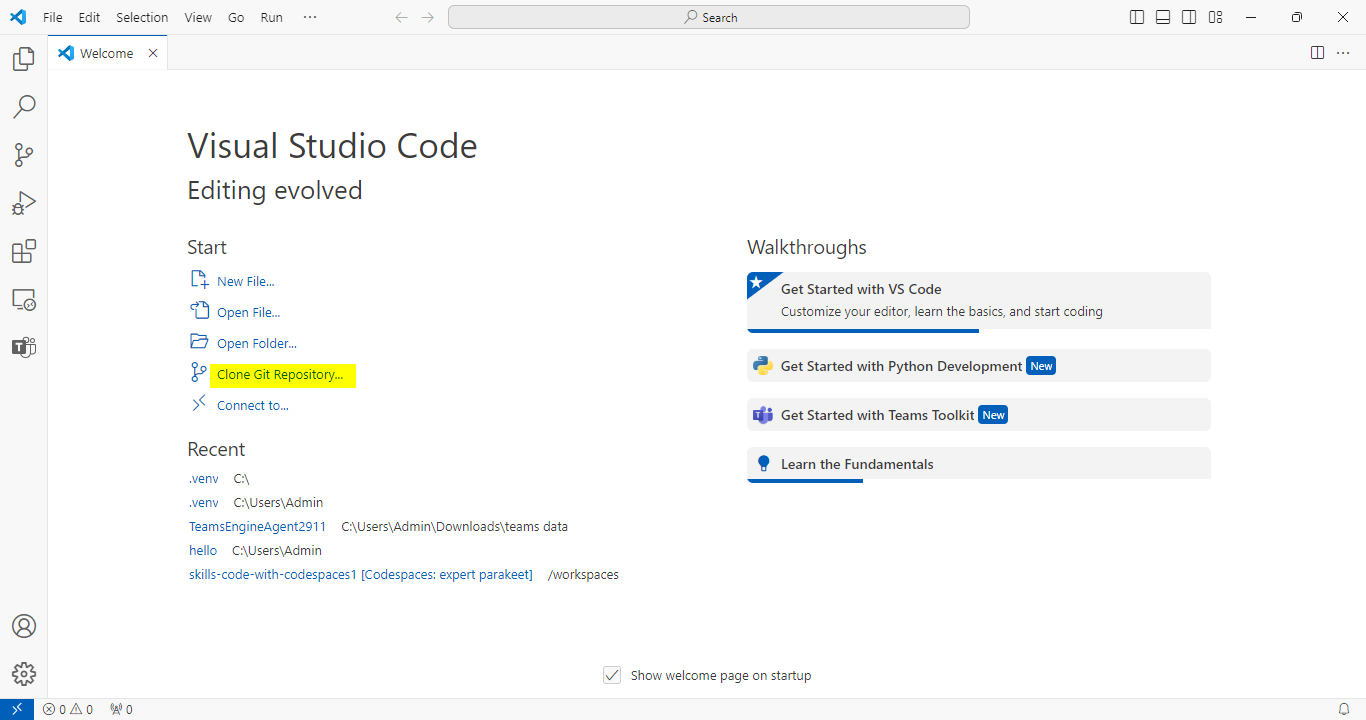 File Edit Selection View Go Run ···
Search
Welcome
Visual Studio Code
Editing evolved
Start
New File...
Open File...
Open Folder...
Clone Git Repository...
Connect to...
Recent
.venv C:\
.venv C:\Users\Admin
TeamsEngineAgent2911 C:\Users\Admin\Downloads\teams data
hello C:\Users\Admin
skills-code-with-codespaces1 [Codespaces: expert parakeet] /workspaces
Walkthroughs
Get Started with VS Code
Customize your editor, learn the basics, and start coding
Get Started with Python Development New
Get Started with Teams Toolkit New
Learn the Fundamentals
Show welcome page on startup
0 0 0